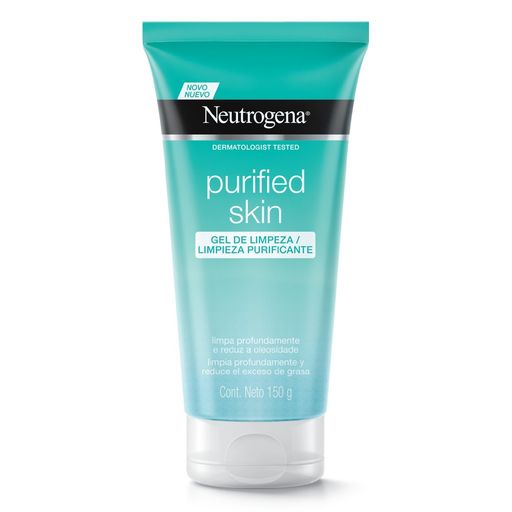 NOVO
NUEVO
Neutrogena®
DERMATOLOGIST TESTED
purified
skin
GEL DE LIMPEZA /
LIMPIEZA PURIFICANTE
limpa profundamente
e reduz a oleosidade
limpia profundamente y
reduce el exceso de grasa
Cont. Neto 150 g